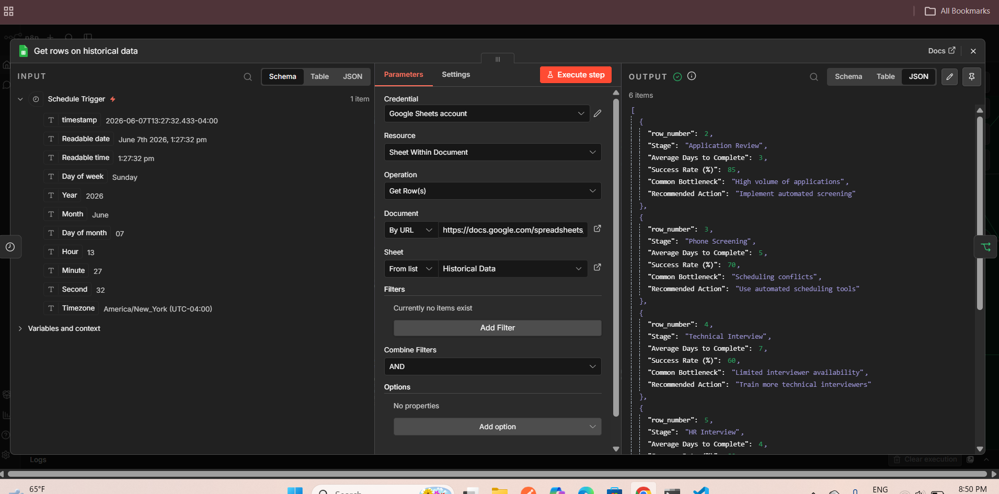 All Bookmarks
n8n
Get rows on historical data
Docs
INPUT
Schema
Table
JSON
Schedule Trigger
1 item
T timestamp 2026-06-07T13:27:32.433-04:00
T Readable date June 7th 2026, 1:27:32 pm
T Readable time 1:27:32 pm
T Day of week Sunday
T Year 2026
T Month June
T Day of month 07
T Hour 13
T Minute 27
T Second 32
T Timezone America/New_York (UTC-04:00)
Variables and context
Parameters
Settings
Execute step
Credential
Google Sheets account
Resource
Sheet Within Document
Operation
Get Row(s)
Document
By URL
https://docs.google.com/spreadsheets
Sheet
From list
Historical Data
Filters
Currently no items exist
Add Filter
Combine Filters
AND
Options
No properties
Add option
OUTPUT
Schema
Table
JSON
6 items
[
{
"row_number": 2,
"Stage": "Application Review",
"Average Days to Complete": 3,
"Success Rate (%)": 85,
"Common Bottleneck": "High volume of applications",
"Recommended Action": "Implement automated screening"
},
{
"row_number": 3,
"Stage": "Phone Screening",
"Average Days to Complete": 5,
"Success Rate (%)": 70,
"Common Bottleneck": "Scheduling conflicts",
"Recommended Action": "Use automated scheduling tools"
},
{
"row_number": 4,
"Stage": "Technical Interview",
"Average Days to Complete": 7,
"Success Rate (%)": 60,
"Common Bottleneck": "Limited interviewer availability",
"Recommended Action": "Train more technical interviewers"
},
{
"row_number": 5,
"Stage": "HR Interview",
"Average Days to Complete": 4,
Logs
Clear execution
65°F
Search
ENG
8:50 PM